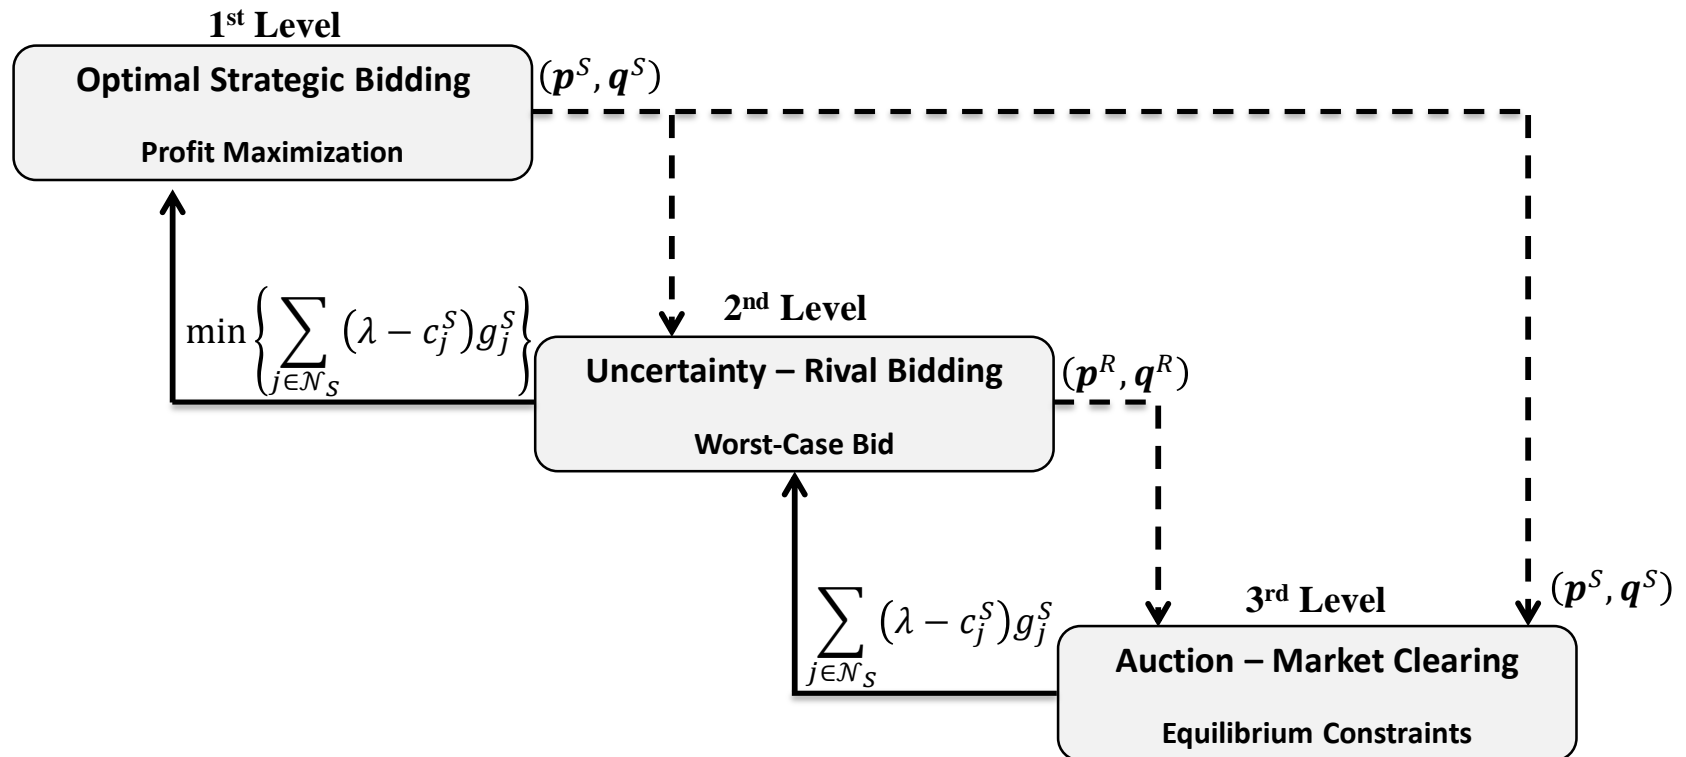 1st Level
Optimal Strategic Bidding
Profit Maximization
(𝒑^S, 𝒒^S)
min{∑_{j∈𝒩_S} (λ − c_j^S)g_j^S}
2nd Level
Uncertainty – Rival Bidding
Worst-Case Bid
(𝒑^R, 𝒒^R)
∑_{j∈𝒩_S} (λ − c_j^S)g_j^S
3rd Level
(𝒑^S, 𝒒^S)
Auction – Market Clearing
Equilibrium Constraints